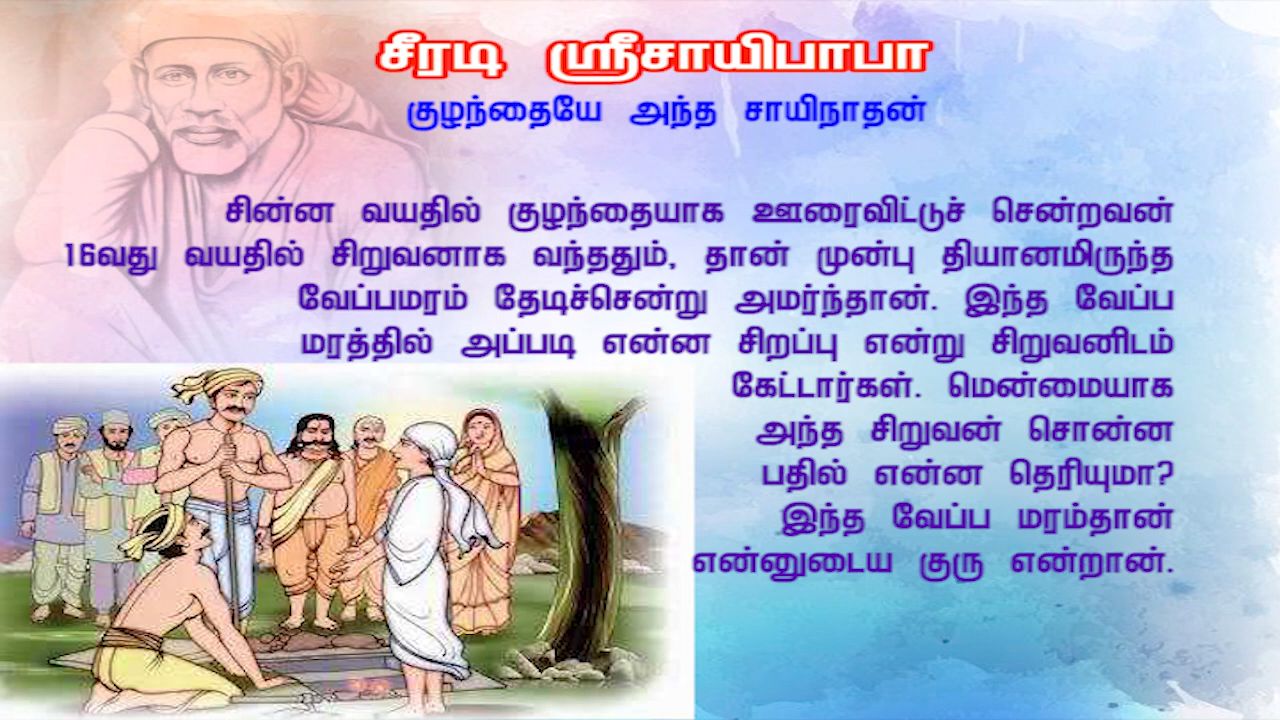 சீரடி ஸ்ரீசாயிபாபா
குழந்தையே அந்த சாயிநாதன்
சின்ன வயதில் குழந்தையாக ஊரைவிட்டுச் சென்றவன்
16வது வயதில் சிறுவனாக வந்ததும், தான் முன்பு தியானமிருந்த
வேப்பமரம் தேடிச்சென்று அமர்ந்தான். இந்த வேப்ப
மரத்தில் அப்படி என்ன சிறப்பு என்று சிறுவனிடம்
கேட்டார்கள். மென்மையாக
அந்த சிறுவன் சொன்ன
பதில் என்ன தெரியுமா?
இந்த வேப்ப மரம்தான்
என்னுடைய குரு என்றான்.